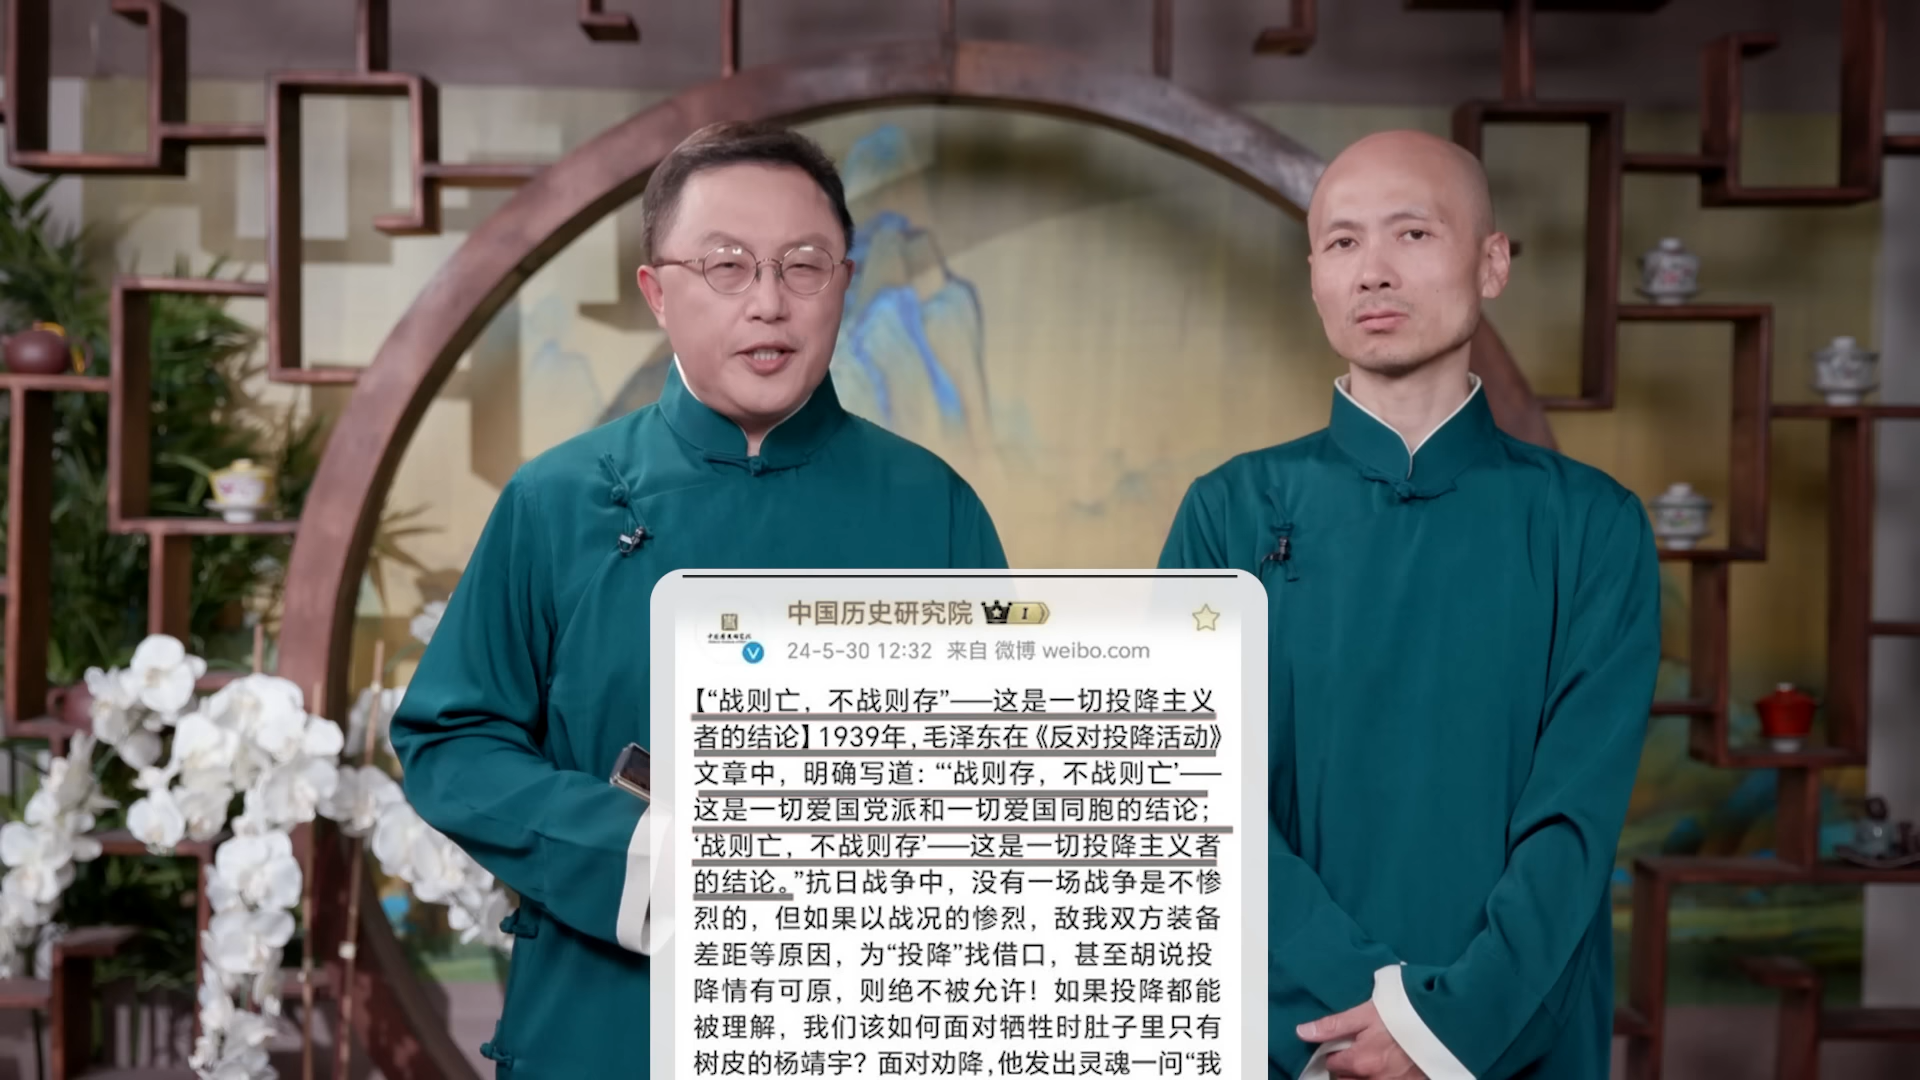 中国历史研究院 I
24-5-30 12:32 来自 微博 weibo.com
【“战则亡，不战则存”——这是一切投降主义
者的结论】1939年，毛泽东在《反对投降活动》
文章中，明确写道：“‘战则存，不战则亡’——
这是一切爱国党派和一切爱国同胞的结论；
‘战则亡，不战则存’——这是一切投降主义者
的结论。”抗日战争中，没有一场战争是不惨
烈的，但如果以战况的惨烈，敌我双方装备
差距等原因，为“投降”找借口，甚至胡说投
降情有可原，则绝不被允许！如果投降都能
被理解，我们该如何面对牺牲时肚子里只有
树皮的杨靖宇？面对劝降，他发出灵魂一问“我